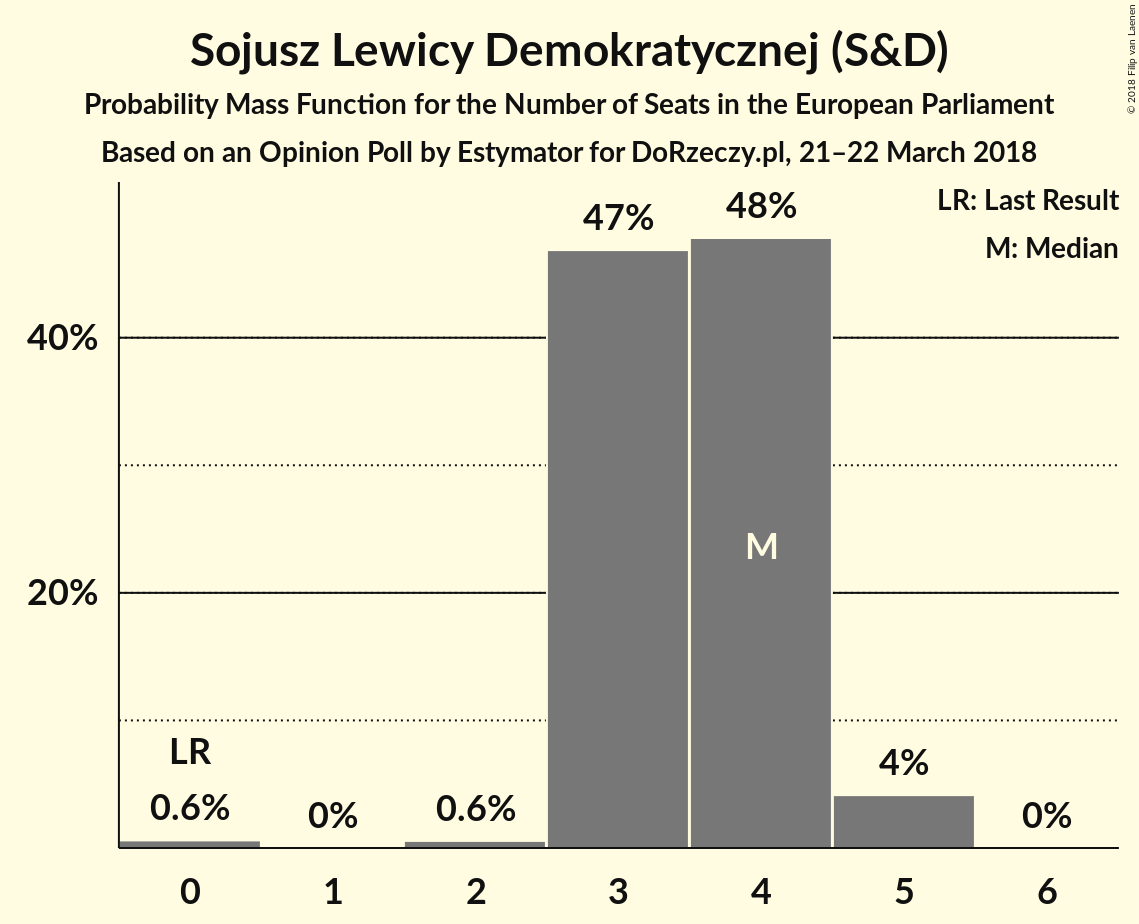 Sojusz Lewicy Demokratycznej (S&D)
Probability Mass Function for the Number of Seats in the European Parliament
Based on an Opinion Poll by Estymator for DoRzeczy.pl, 21–22 March 2018
© 2018 Filip van Laenen
LR: Last Result
M: Median
47%
48%
40%
M
20%
LR
0.6%
0%
0.6%
4%
0%
0
1
2
3
4
5
6